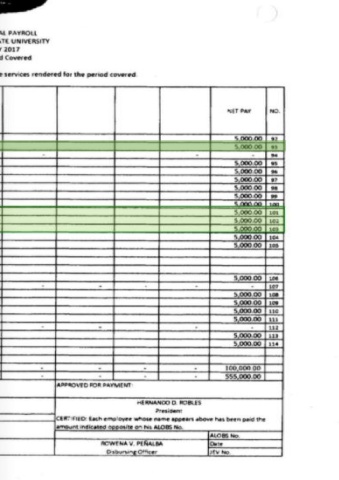 AL PAYROLL
ATE UNIVERSITY
Y 2017
d Covered
e services rendered for the period covered.
NET PAY NO.
5,000.00 92
5,000.00 93
- - - 94
5,000.00 95
5,000.00 96
5,000.00 97
5,000.00 98
5,000.00 99
5,000.00 100
5,000.00 101
5,000.00 102
5,000.00 103
5,000.00 104
5,000.00 105
5,000.00 106
- - - - 107
5,000.00 108
5,000.00 109
5,000.00 110
5,000.00 111
- - - 112
5,000.00 113
5,000.00 114
- - - 100,000.00
- - - 555,000.00
APPROVED FOR PAYMENT:
HERNANDO D. ROBLES
President
CERTIFIED: Each employee whose name appears above has been paid the
amount indicated opposite on his ALOBS No.
ALOBS No.
ROWENA V. PEÑALBA Date
Disbursing Officer JEV No.